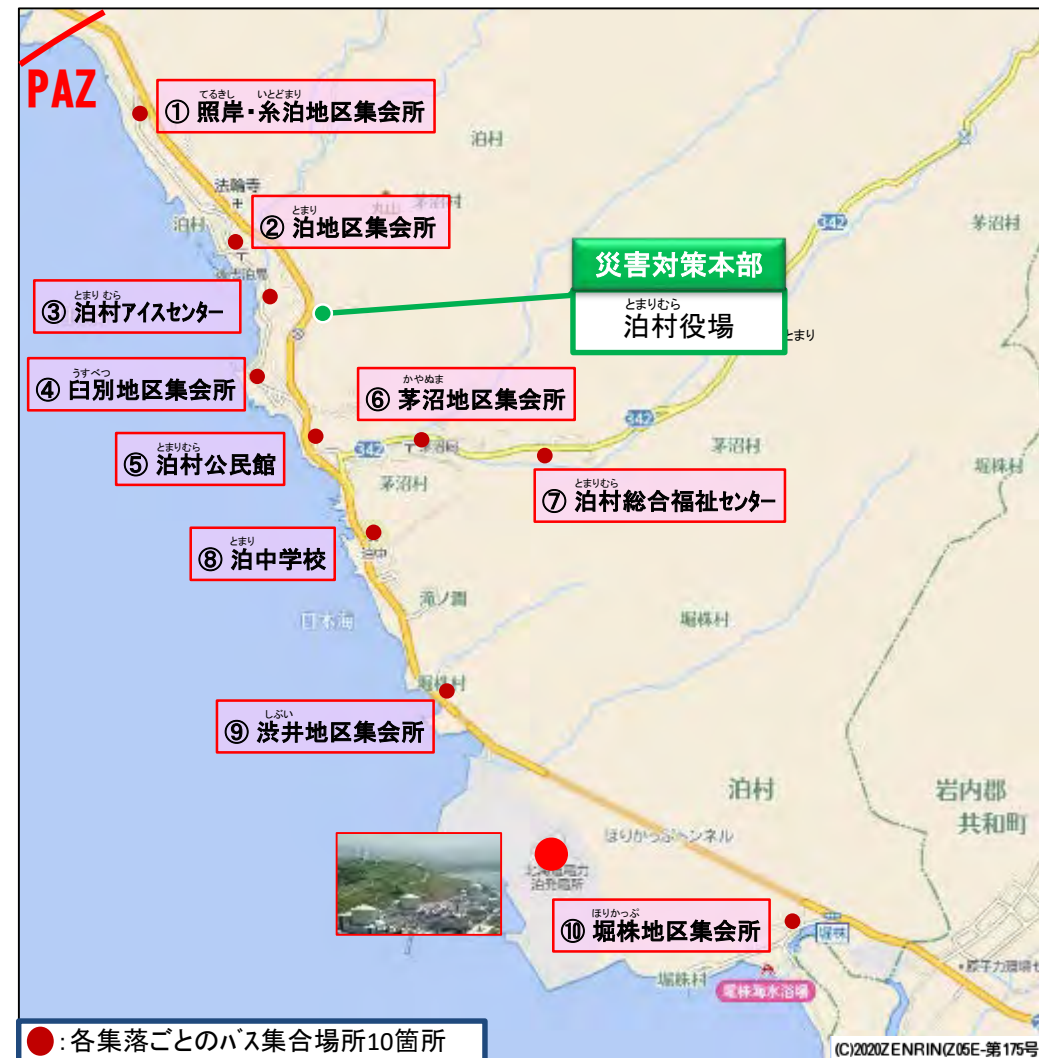 PAZ
てるきし いとどまり
① 照岸・糸泊地区集会所
泊村
法輪寺
茅沼村
泊村
とまり
② 泊地区集会所
342
茅沼村
災害対策本部
とまりむら
泊村役場
とまり
とまり むら
③ 泊村アイスセンター
うすべつ
④ 臼別地区集会所
かやぬま
⑥ 茅沼地区集会所
342
とまりむら
⑤ 泊村公民館
342
茅沼村
堀株村
茅沼村
とまりむら
⑦ 泊村総合福祉センター
とまり
⑧ 泊中学校
泊中
滝ノ澗
日本海
堀株村
堀株村
しぶい
⑨ 渋井地区集会所
泊村
岩内郡
共和町
ほりかっぷトンネル
北海道電力
泊発電所
ほりかっぷ
⑩ 堀株地区集会所
堀株
堀株村
堀株海水浴場
●:各集落ごとのバス集合場所10箇所
(C)2020ZENRIN(Z05E-第175号